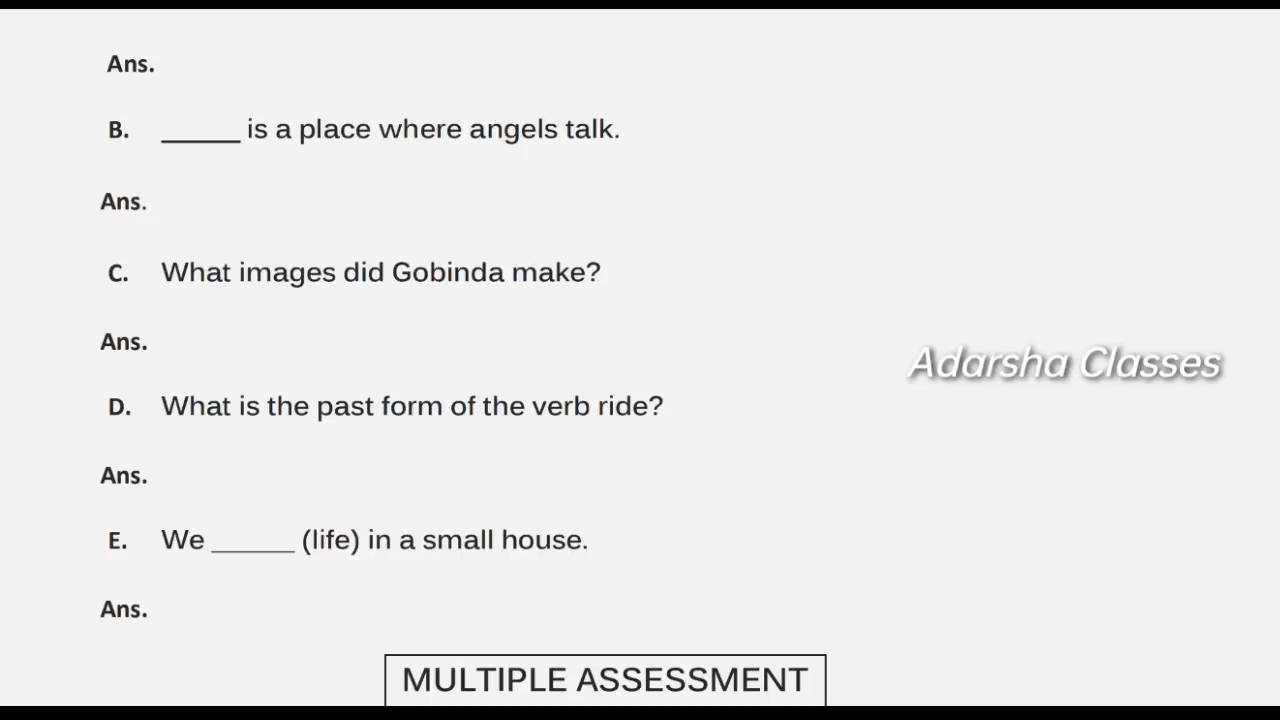 Ans.
B. _____ is a place where angels talk.
Ans.
C. What images did Gobinda make?
Ans.
Adarsha Classes
D. What is the past form of the verb ride?
Ans.
E. We ______ (life) in a small house.
Ans.
MULTIPLE ASSESSMENT